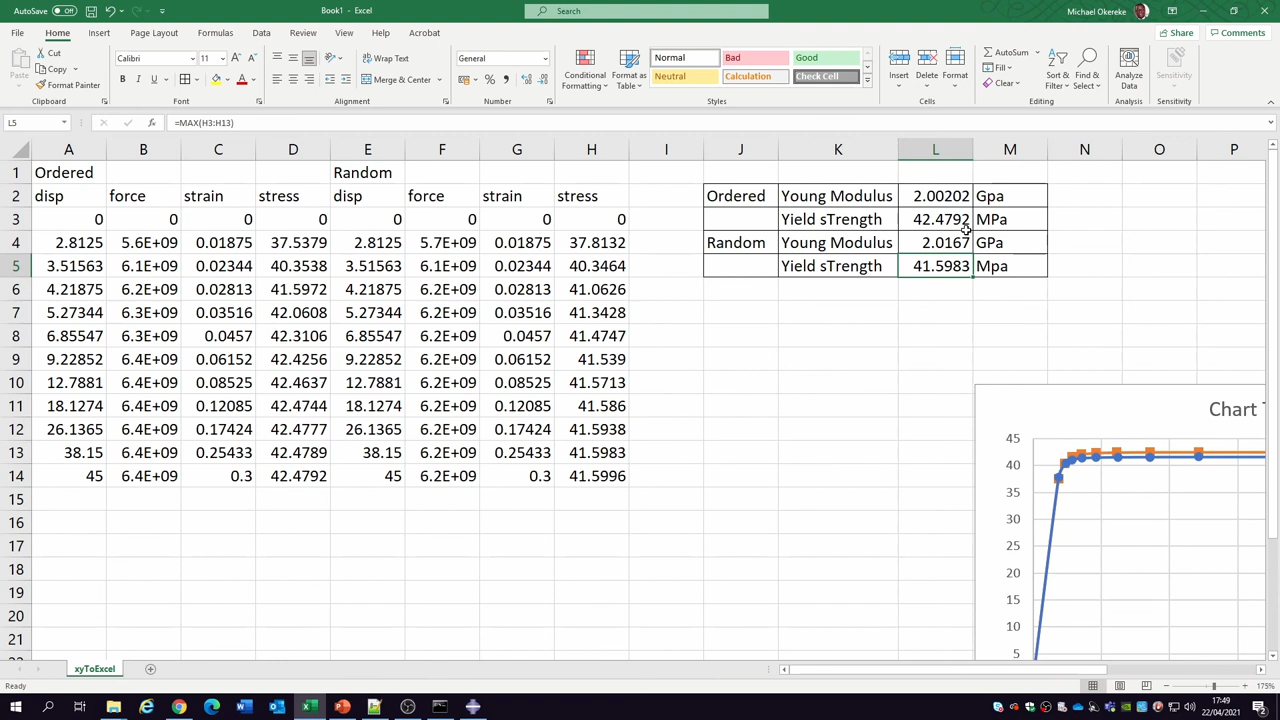 AutoSave Off Book1 - Excel Search Michael Okereke
File Home Insert Page Layout Formulas Data Review View Help Acrobat Share Comments
Paste Cut Copy Format Painter Clipboard
Calibri 11 B I U A A Font
Wrap Text Merge & Center Alignment
General % Number
Conditional Formatting Format as Table Normal Bad Good Neutral Calculation Check Cell Styles
Insert Delete Format Cells
AutoSum Fill Clear Sort & Filter Find & Select Editing
Analyze Data Analysis
Sensitivity Sensitivity
L5 fx =MAX(H3:H13)
A B C D E F G H I J K L M N O P
1 Ordered Random
2 disp force strain stress disp force strain stress Ordered Young Modulus 2.00202 Gpa
3 0 0 0 0 0 0 0 0 Yield sTrength 42.4792 MPa
4 2.8125 5.6E+09 0.01875 37.5379 2.8125 5.7E+09 0.01875 37.8132 Random Young Modulus 2.0167 GPa
5 3.51563 6.1E+09 0.02344 40.3538 3.51563 6.1E+09 0.02344 40.3464 Yield sTrength 41.5983 Mpa
6 4.21875 6.2E+09 0.02813 41.5972 4.21875 6.2E+09 0.02813 41.0626
7 5.27344 6.3E+09 0.03516 42.0608 5.27344 6.2E+09 0.03516 41.3428
8 6.85547 6.3E+09 0.0457 42.3106 6.85547 6.2E+09 0.0457 41.4747
9 9.22852 6.4E+09 0.06152 42.4256 9.22852 6.2E+09 0.06152 41.539
10 12.7881 6.4E+09 0.08525 42.4637 12.7881 6.2E+09 0.08525 41.5713
11 18.1274 6.4E+09 0.12085 42.4744 18.1274 6.2E+09 0.12085 41.586
12 26.1365 6.4E+09 0.17424 42.4777 26.1365 6.2E+09 0.17424 41.5938
13 38.15 6.4E+09 0.25433 42.4789 38.15 6.2E+09 0.25433 41.5983
14 45 6.4E+09 0.3 42.4792 45 6.2E+09 0.3 41.5996
15
16
17
18
19
20
21
Chart
45
40
35
30
25
20
15
10
5
xyToExcel
Ready 175%
17:49
22/04/2021